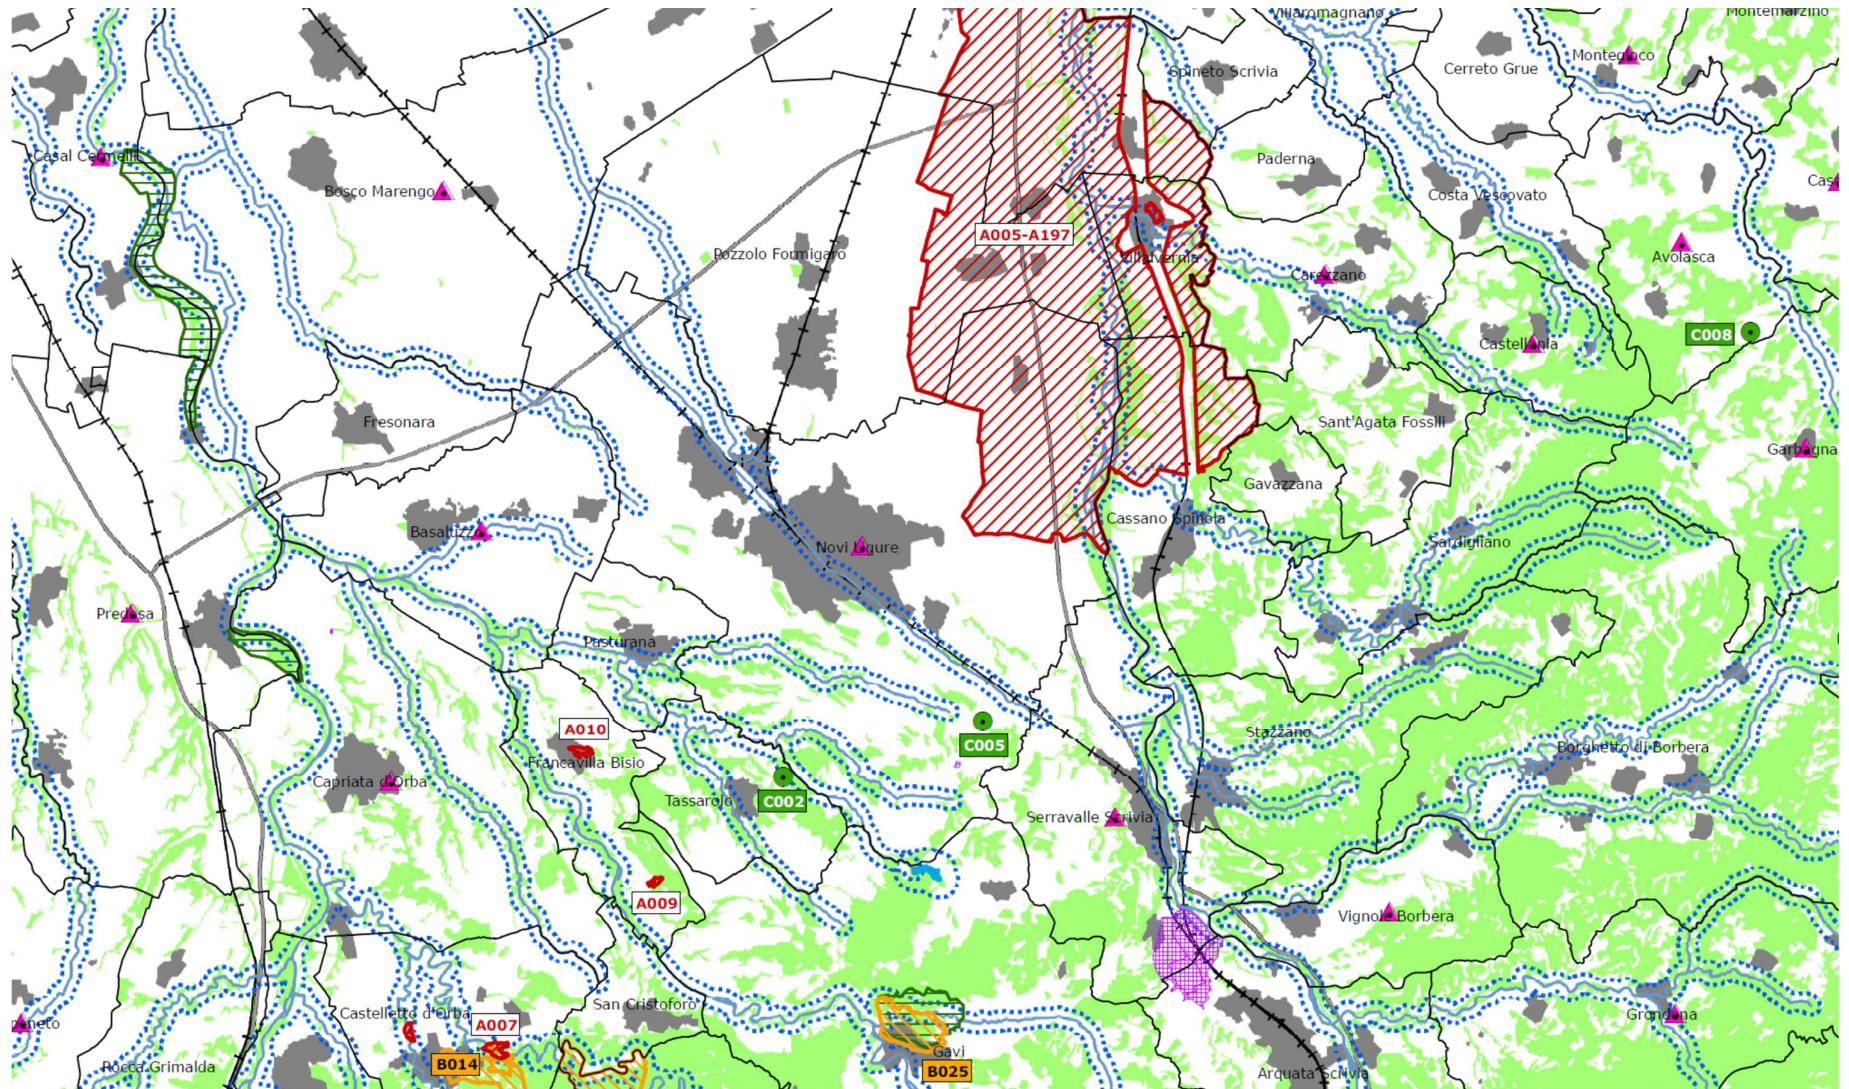 Villaromagnano
Montemarzino
Montegioco
Cerreto Grue
Spineto Scrivia
Casal Cermelli
Paderna
Bosco Marengo
Costa Vescovato
Cas
A005-A197
Pozzolo Formigaro
Villalvernia
Avolasca
Carezzano
C008
Castellania
Fresonara
Sant'Agata Fossili
Garbagna
Gavazzana
Cassano Spinola
Basaluzzo
Novi Ligure
Sardigliano
Predosa
Pasturana
A010
Stazzano
C005
Borghetto di Borbera
Francavilla Bisio
Capriata d'Orba
Tassarolo
C002
Serravalle Scrivia
A009
Vignole Borbera
San Cristoforo
Castelletto d'Orba
Grondona
peneto
A007
Gavi
B014
B025
Rocca Grimalda
Arquata Scrivia